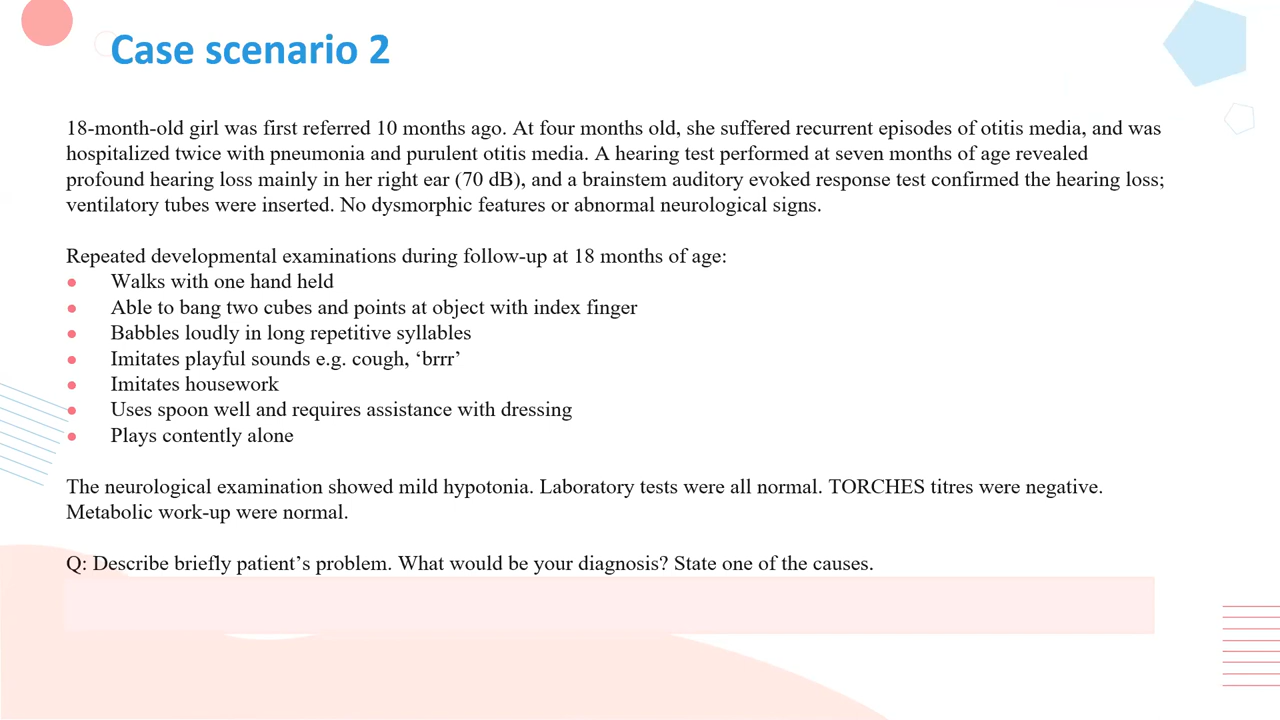 Case scenario 2
18-month-old girl was first referred 10 months ago. At four months old, she suffered recurrent episodes of otitis media, and was
hospitalized twice with pneumonia and purulent otitis media. A hearing test performed at seven months of age revealed
profound hearing loss mainly in her right ear (70 dB), and a brainstem auditory evoked response test confirmed the hearing loss;
ventilatory tubes were inserted. No dysmorphic features or abnormal neurological signs.
Repeated developmental examinations during follow-up at 18 months of age:
● Walks with one hand held
● Able to bang two cubes and points at object with index finger
● Babbles loudly in long repetitive syllables
● Imitates playful sounds e.g. cough, ‘brrr’
● Imitates housework
● Uses spoon well and requires assistance with dressing
● Plays contently alone
The neurological examination showed mild hypotonia. Laboratory tests were all normal. TORCHES titres were negative.
Metabolic work-up were normal.
Q: Describe briefly patient’s problem. What would be your diagnosis? State one of the causes.